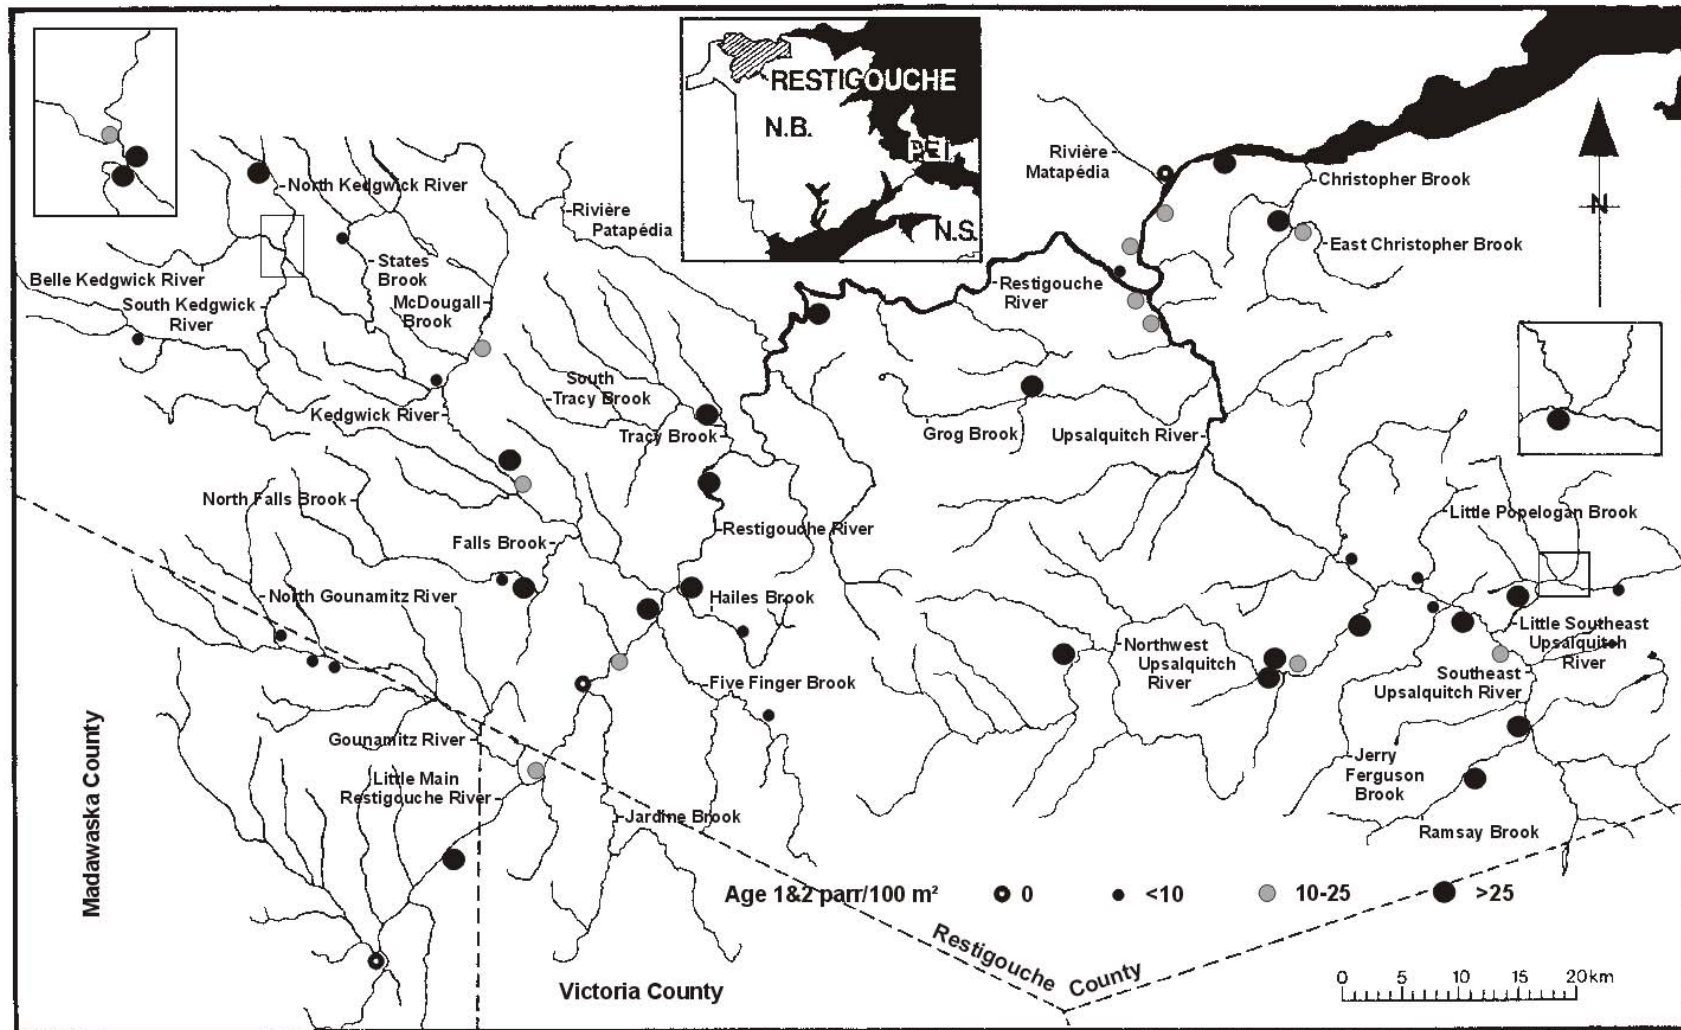 RESTIGOUCHE
N.B.
PEI
N.S.
Rivière
Matapédia
Christopher Brook
North Kedgwick River
Rivière
Patapédia
N
East Christopher Brook
Belle Kedgwick River
States
Brook
South Kedgwick
River
McDougall
Brook
Restigouche
River
South
Tracy Brook
Kedgwick River
Tracy Brook
Grog Brook
Upsalquitch River
North Falls Brook
Restigouche River
Little Popelogan Brook
Falls Brook
North Gounamitz River
Hailes Brook
Little Southeast
Upsalquitch
River
Northwest
Upsalquitch
River
Five Finger Brook
Southeast
Upsalquitch River
Gounamitz River
Jerry
Ferguson
Brook
Little Main
Restigouche River
Jardine Brook
Ramsay Brook
Madawaska County
Age 1&2 parr/100 m² 0 <10 10-25 >25
Restigouche County
Victoria County
0 5 10 15 20km